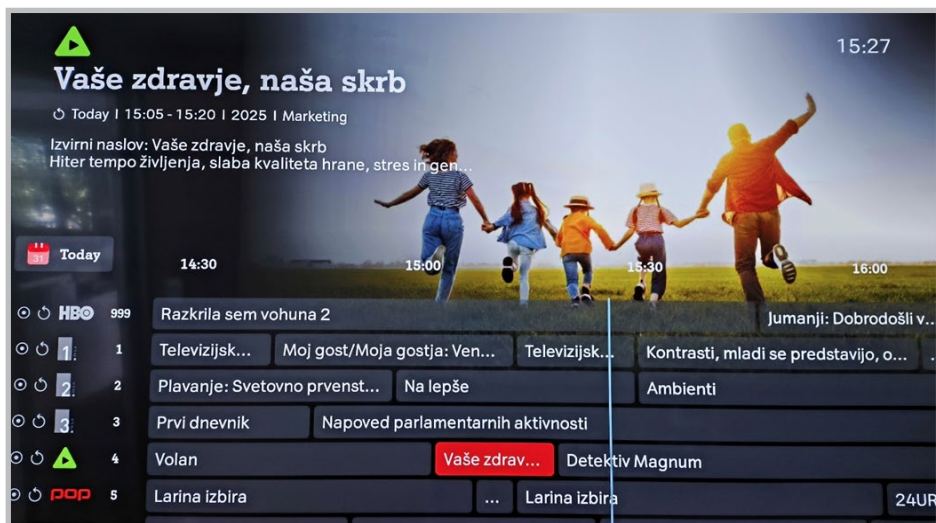 15:27
Vaše zdravje, naša skrb
Today | 15:05 - 15:20 | 2025 | Marketing
Izvirni naslov: Vaše zdravje, naša skrb
Hiter tempo življenja, slaba kvaliteta hrane, stres in gen...
31 Today
14:30 15:00 15:30 16:00
HBO 999 Razkrila sem vohuna 2 Jumanji: Dobrodošli v...
1 1 Televizijsk... Moj gost/Moja gostja: Ven... Televizijsk... Kontrasti, mladi se predstavijo, o... ..
2 2 Plavanje: Svetovno prvenst... Na lepše Ambienti
3 3 Prvi dnevnik Napoved parlamentarnih aktivnosti
4 Volan Vaše zdrav... Detektiv Magnum
pop 5 Larina izbira ... Larina izbira 24UR